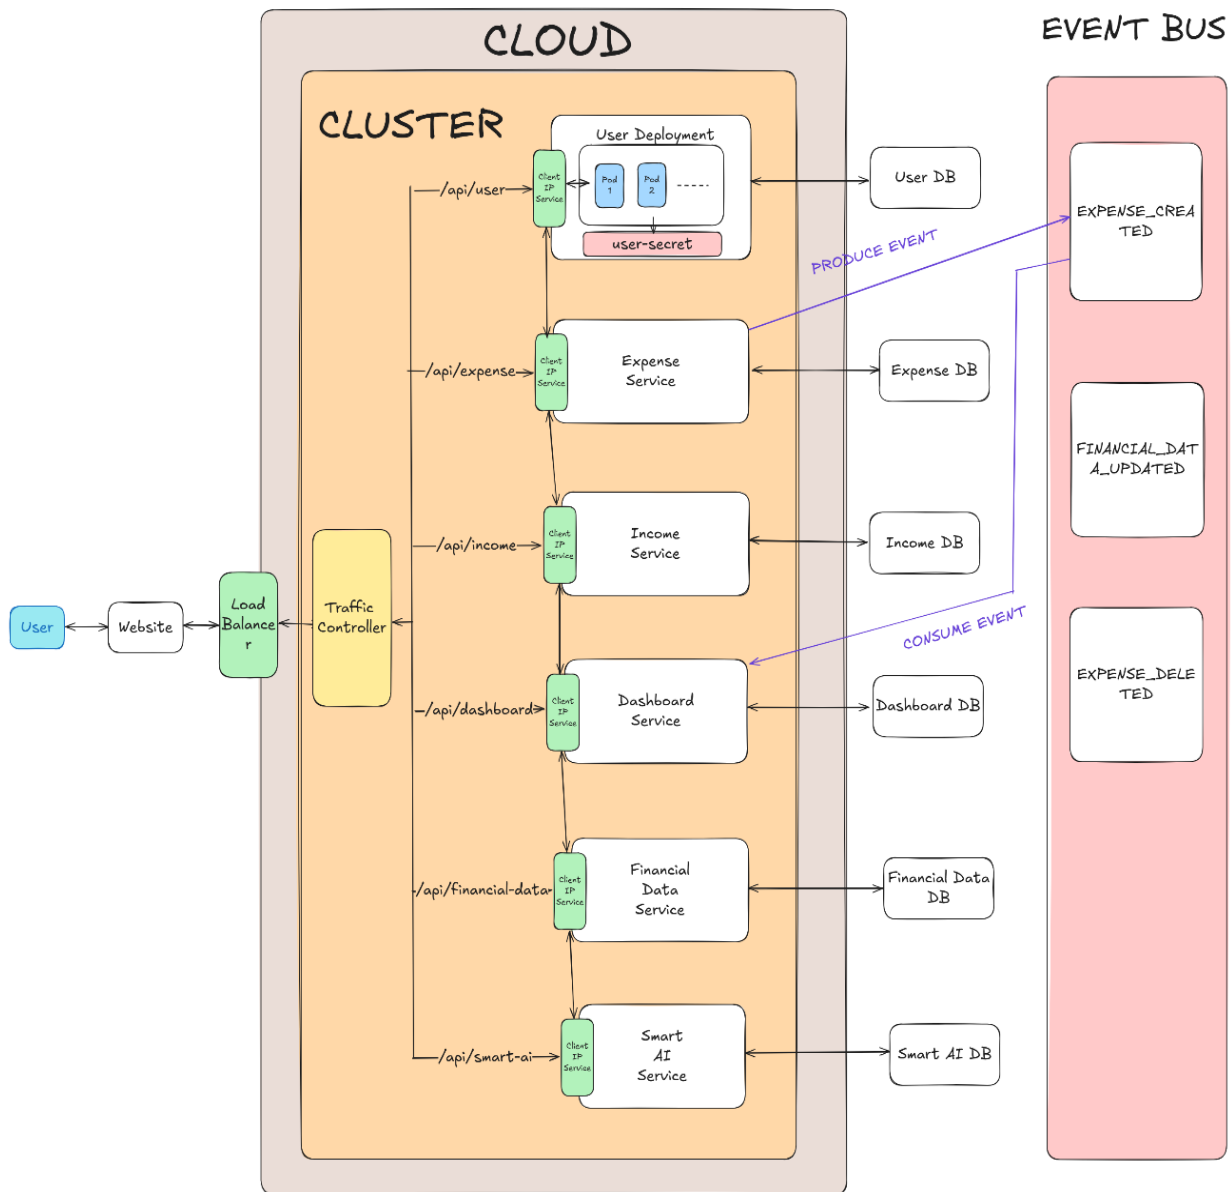 CLOUD
EVENT BUS
CLUSTER
User Deployment
Client
IP
Service
Pod
1
Pod
2
-----
user-secret
/api/user
User DB
EXPENSE_CREA
TED
PRODUCE EVENT
/api/expense
Client
IP
Service
Expense
Service
Expense DB
FINANCIAL_DAT
A_UPDATED
/api/income
Client
IP
Service
Income
Service
Income DB
User
Website
Load
Balance
r
Traffic
Controller
CONSUME EVENT
EXPENSE_DELE
TED
/api/dashboard
Client
IP
Service
Dashboard
Service
Dashboard DB
/api/financial-data
Client
IP
Service
Financial
Data
Service
Financial Data
DB
/api/smart-ai
Client
IP
Service
Smart
AI
Service
Smart AI DB